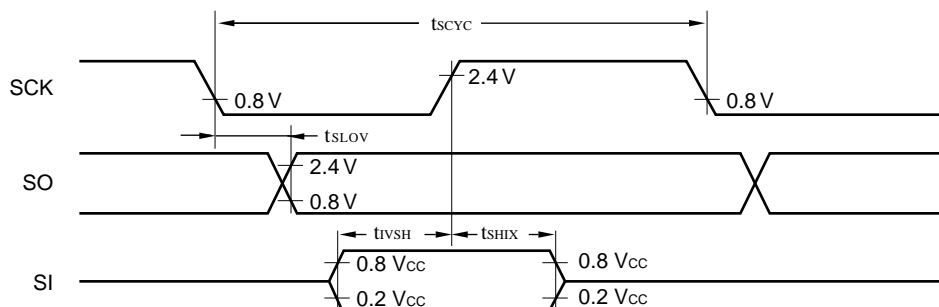 tSCYC
SCK
2.4 V
0.8 V
0.8 V
tSLOV
SO
2.4 V
0.8 V
tIVSH
tSHIX
SI
0.8 VCC
0.8 VCC
0.2 VCC
0.2 VCC